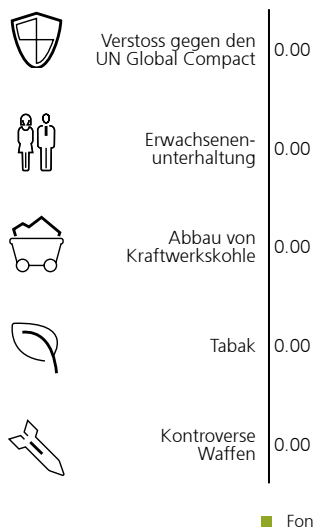 Verstoss gegen den
UN Global Compact
0.00
Erwachsenen-
unterhaltung
0.00
Abbau von
Kraftwerkskohle
0.00
Tabak
0.00
Kontroverse
Waffen
0.00
Fon